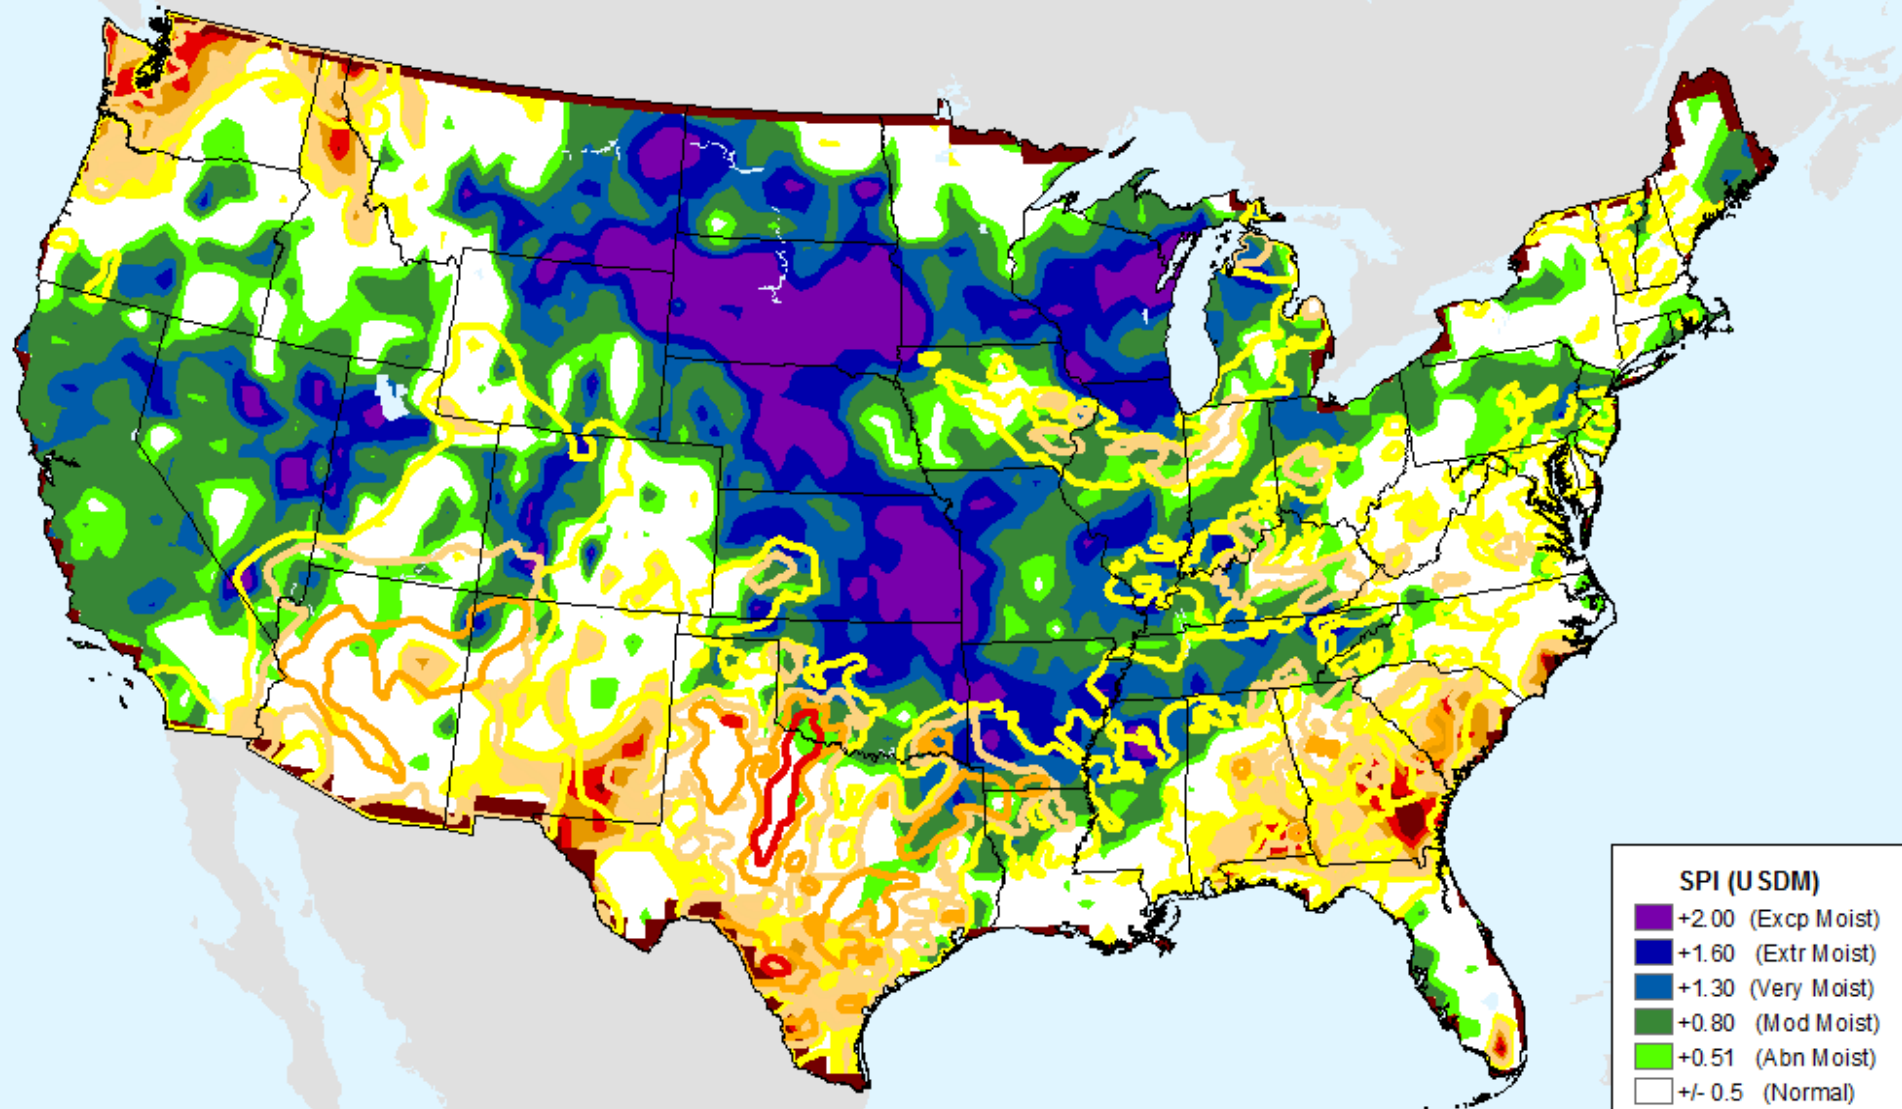 SPI (USDM)
+2.00 (Excp Moist)
+1.60 (Extr Moist)
+1.30 (Very Moist)
+0.80 (Mod Moist)
+0.51 (Abn Moist)
+/- 0.5 (Normal)